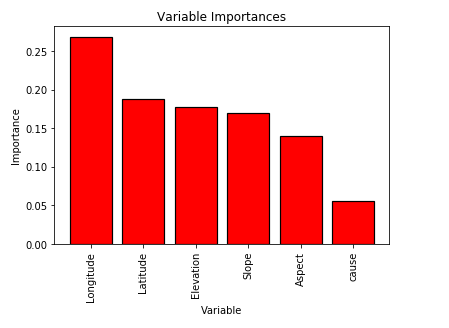 Variable Importances
Importance
0.25
0.20
0.15
0.10
0.05
0.00
Longitude
Latitude
Elevation
Slope
Aspect
cause
Variable